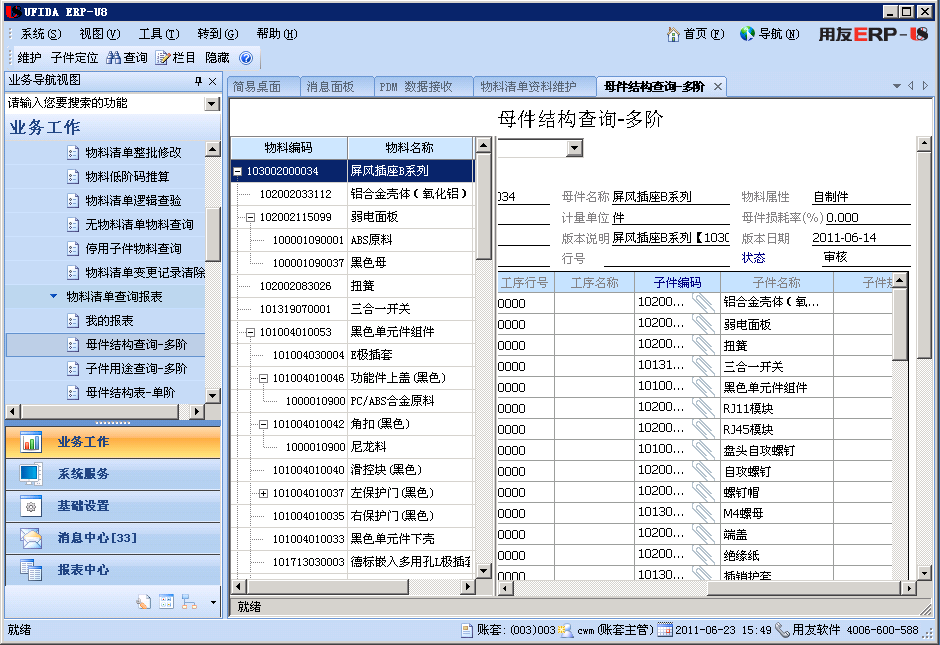 UFIDA ERP-U8
系统(S) 视图(V) 工具(T) 转到(G) 帮助(H) 首页(P) 导航(N) 用友ERP-U8
维护 子件定位 查询 栏目 隐藏
业务导航视图
简易桌面 消息面板 PDM 数据接收 物料清单资料维护 母件结构查询-多阶
请输入您要搜索的功能
业务工作
物料清单整批修改
物料低阶码推算
物料清单逻辑查验
无物料清单物料查询
停用子件物料查询
物料清单变更记录清除
物料清单查询报表
我的报表
母件结构查询-多阶
子件用途查询-多阶
母件结构表-单阶
业务工作
系统服务
基础设置
消息中心[33]
报表中心
母件结构查询-多阶
物料编码 物料名称
103002000034 屏风插座B系列
102002033112 铝合金壳体(氧化铝)
102002115099 弱电面板
100001090001 ABS原料
100001090037 黑色母
102002083026 扭簧
101319070001 三合一开关
101004010053 黑色单元件组件
101004030004 E极插套
101004010046 功能件上盖(黑色)
1000010900 PC/ABS合金原料
101004010042 角扣(黑色)
1000010900 尼龙料
101004010040 滑控块(黑色)
101004010037 左保护门(黑色)
101004010035 右保护门(黑色)
101004010033 黑色单元件下壳
101713030003 德标嵌入多用孔L极插套
034 母件名称 屏风插座B系列 物料属性 自制件
计量单位 件 母件损耗率(%) 0.000
版本说明 屏风插座B系列【1030 版本日期 2011-06-14
行号 状态 审核
工序行号 工序名称 子件编码 子件名称 子件规
0000 10200... 铝合金壳体(氧...
0000 10200... 弱电面板
0000 10200... 扭簧
0000 10131... 三合一开关
0000 10100... 黑色单元件组件
0000 10200... RJ11模块
0000 10200... RJ45模块
0000 10100... 盘头自攻螺钉
0000 10200... 自攻螺钉
0000 10200... 螺钉帽
0000 10130... M4螺母
0000 10200... 端盖
0000 10200... 绝缘纸
0000 10130... 插销护套
就绪
就绪 账套: (003)003 cwm(账套主管) 2011-06-23 15:49 用友软件 4006-600-588